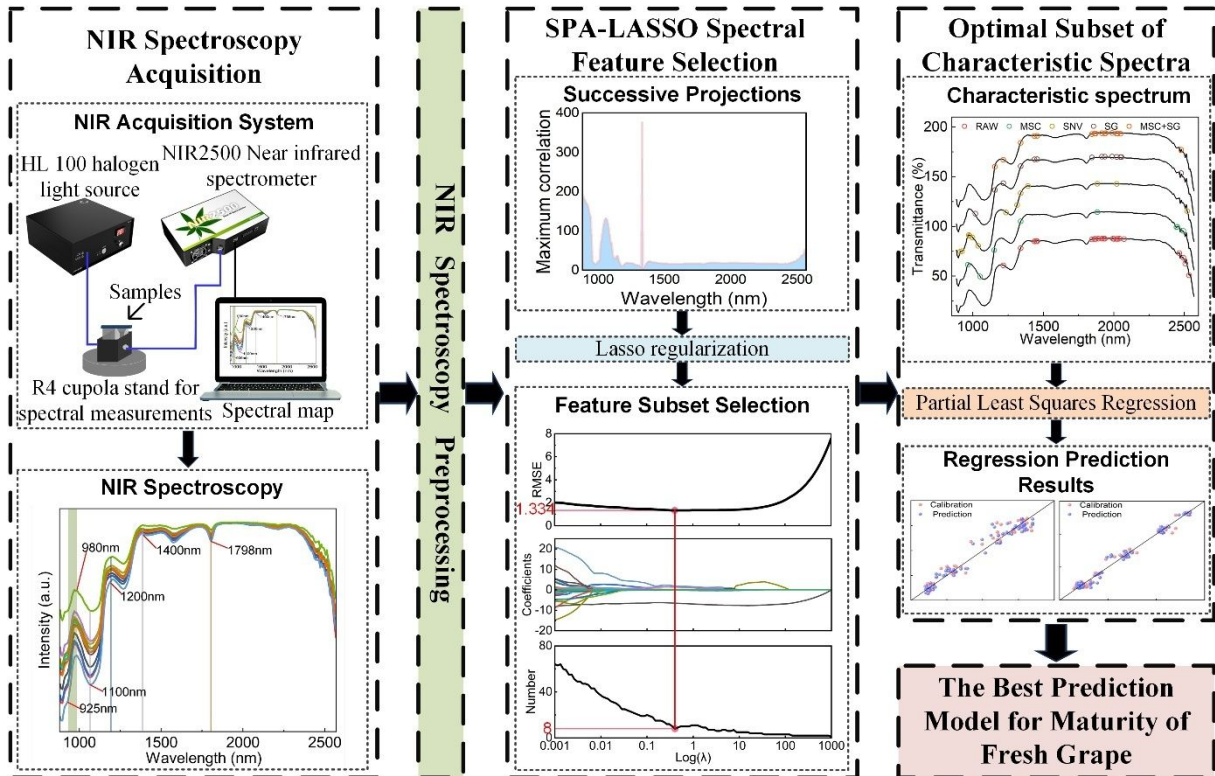 NIR Spectroscopy
Acquisition
NIR Acquisition System
HL 100 halogen
light source
NIR2500 Near infrared
spectrometer
Samples
R4 cupola stand for
spectral measurements
Wavelength (nm)
Spectral map
NIR Spectroscopy
Intensity (a.u.)
980nm
1400nm
1798nm
1200nm
1100nm
925nm
1000 1500 2000 2500
Wavelength (nm)
NIR Spectroscopy Preprocessing
SPA-LASSO Spectral
Feature Selection
Successive Projections
Maximum correlation
400
300
200
100
0
1000 1500 2000 2500
Wavelength (nm)
Lasso regularization
Feature Subset Selection
RMSE
8
6
4
2
1.334
0
Coefficients
20
10
0
-10
-20
Number
80
40
8
0
0.001 0.01 0.1 1 10 100 1000
Log(λ)
Optimal Subset of
Characteristic Spectra
Characteristic spectrum
RAW MSC SNV SG MSC+SG
Transmittance (%)
200
150
100
50
1000 1500 2000 2500
Wavelength (nm)
Partial Least Squares Regression
Regression Prediction
Results
Calibration
Prediction
Calibration
Prediction
The Best Prediction
Model for Maturity of
Fresh Grape